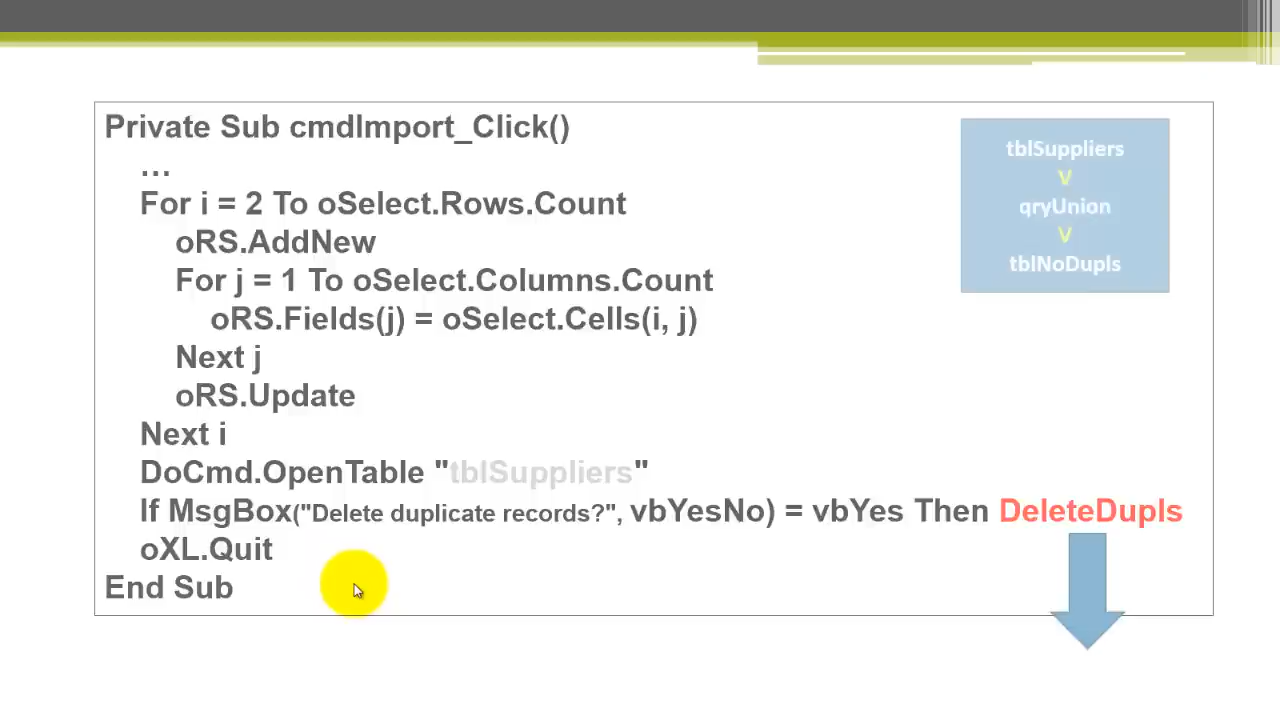 Private Sub cmdImport_Click()
…
For i = 2 To oSelect.Rows.Count
oRS.AddNew
For j = 1 To oSelect.Columns.Count
oRS.Fields(j) = oSelect.Cells(i, j)
Next j
oRS.Update
Next i
DoCmd.OpenTable "tblSuppliers"
If MsgBox("Delete duplicate records?", vbYesNo) = vbYes Then DeleteDupls
oXL.Quit
End Sub
tblSuppliers
V
qryUnion
V
tblNoDupls